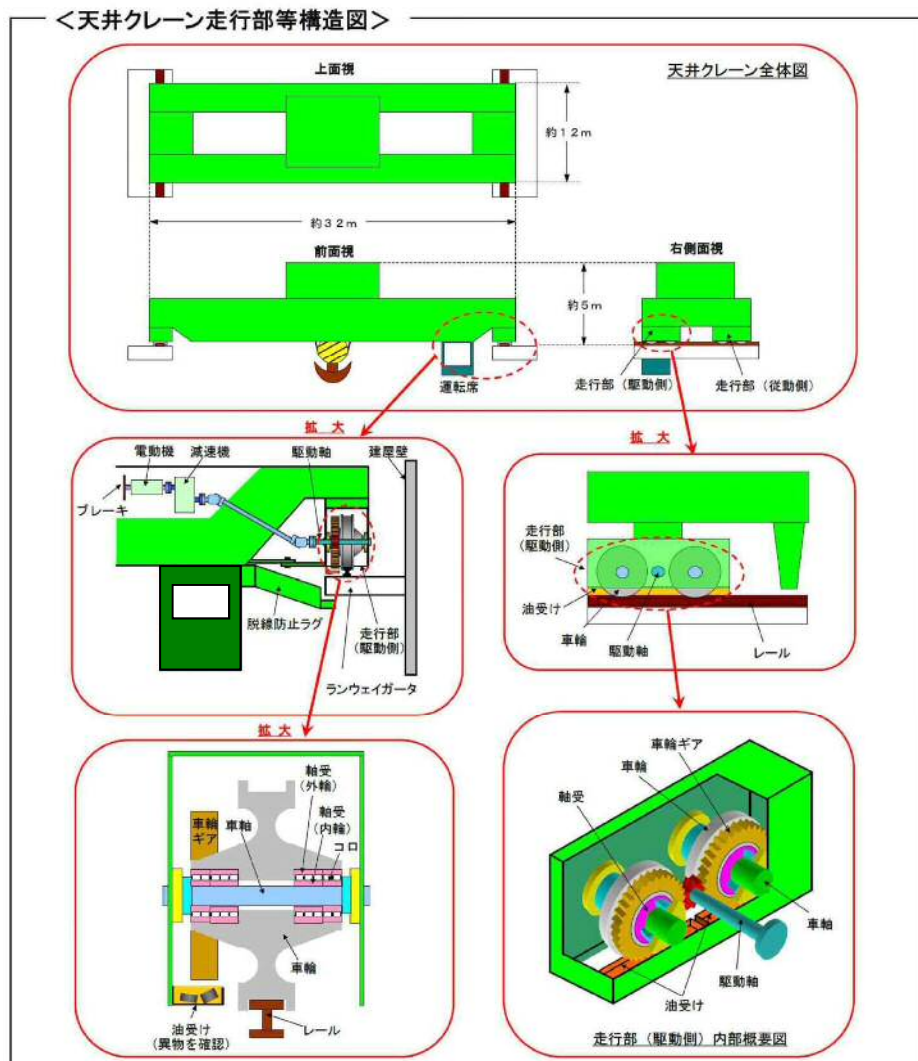 ＜天井クレーン走行部等構造図＞
上面視
天井クレーン全体図
約１２ｍ
約３２ｍ
前面視
右側面視
約５ｍ
運転席
走行部（駆動側）
走行部（従動側）
拡 大
拡 大
電動機
減速機
駆動軸
建屋壁
ブレーキ
脱線防止ラグ
走行部
（駆動側）
ランウェイガータ
走行部
（駆動側）
油受け
車輪
駆動軸
レール
拡 大
軸受
（外輪）
軸受
（内輪）
コロ
車輪
ギア
車軸
車輪
油受け
（異物を確認）
レール
車輪ギア
車輪
軸受
車軸
駆動軸
油受け
走行部（駆動側）内部概要図